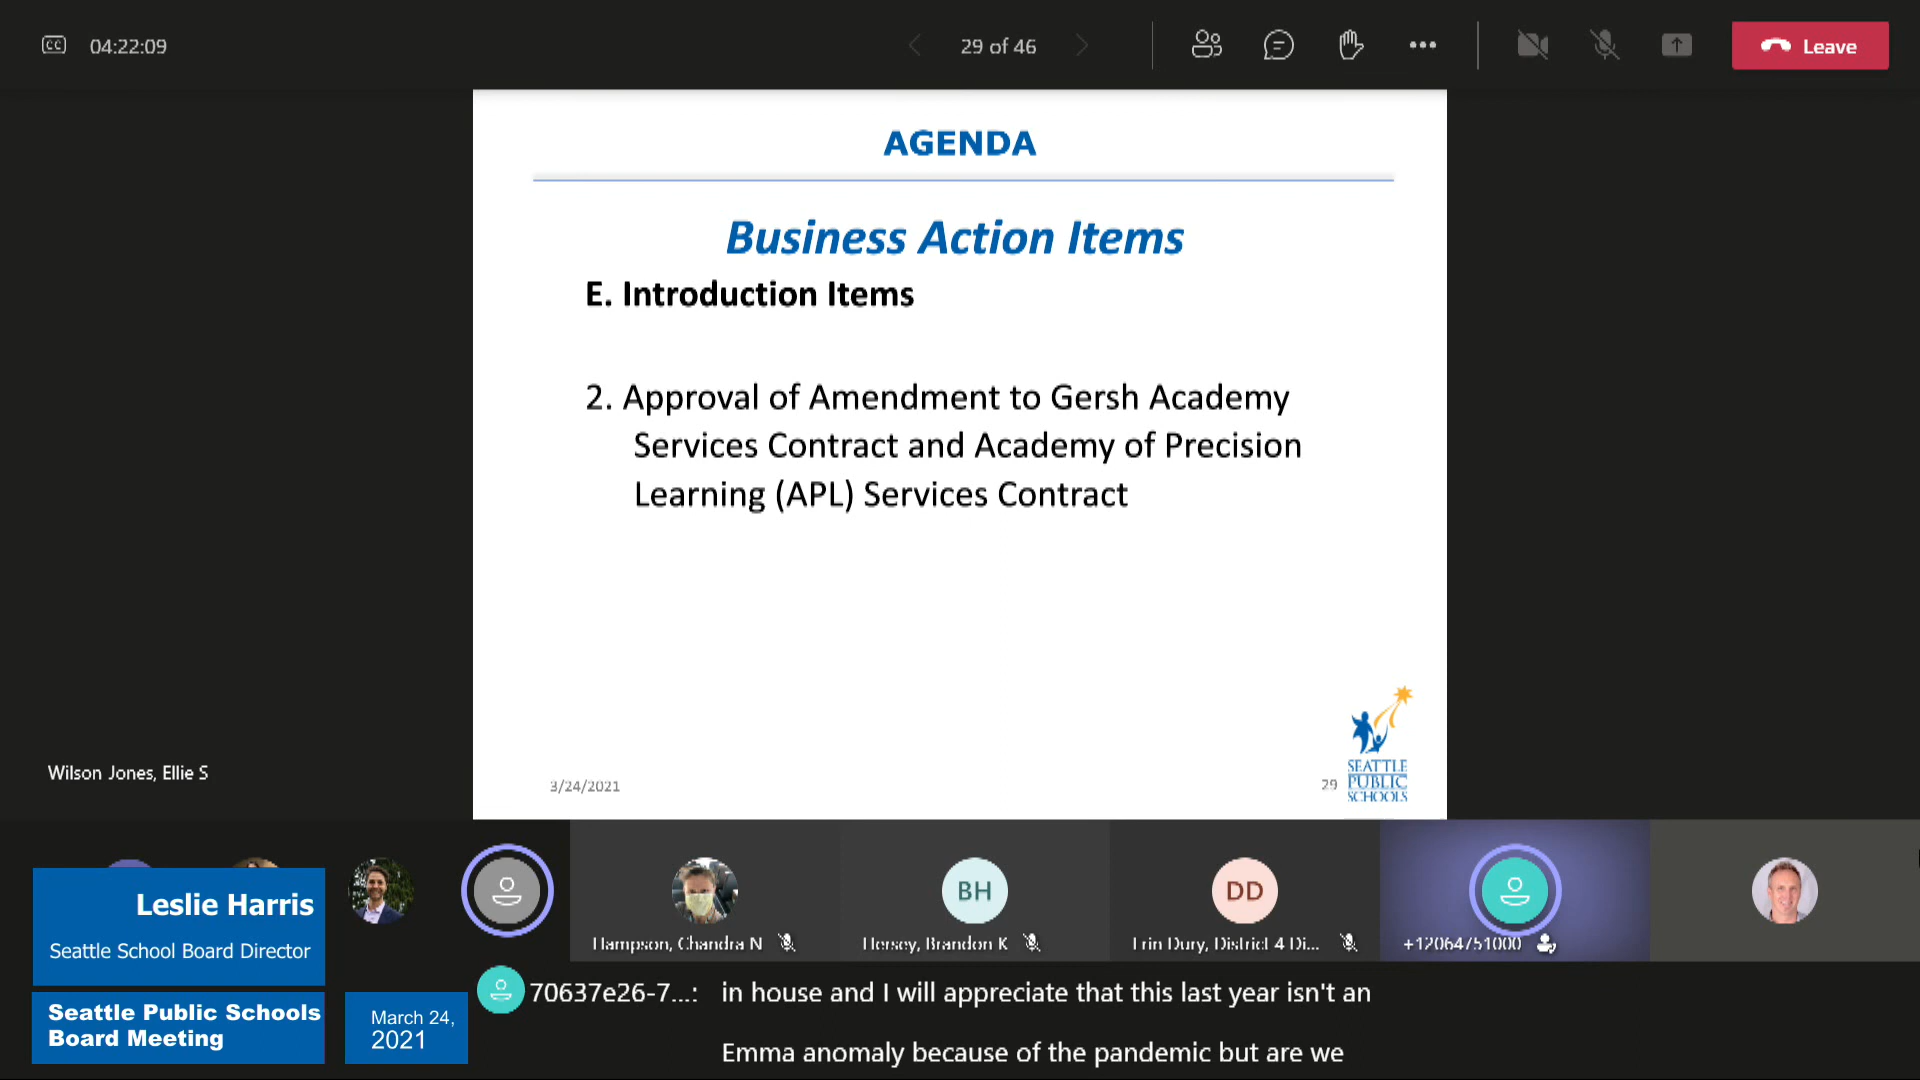 CC 04:22:09 29 of 46 Leave
AGENDA
Business Action Items
E. Introduction Items
2. Approval of Amendment to Gersh Academy
Services Contract and Academy of Precision
Learning (APL) Services Contract
Wilson Jones, Ellie S
3/24/2021
29
SEATTLE
PUBLIC
SCHOOLS
BH
DD
Hampson, Chandra N
Hersey, Brandon K
Erin Dury, District 4 Di...
+12064751000
Leslie Harris
Seattle School Board Director
Seattle Public Schools
Board Meeting
March 24,
2021
70637e26-7...: in house and I will appreciate that this last year isn't an
Emma anomaly because of the pandemic but are we